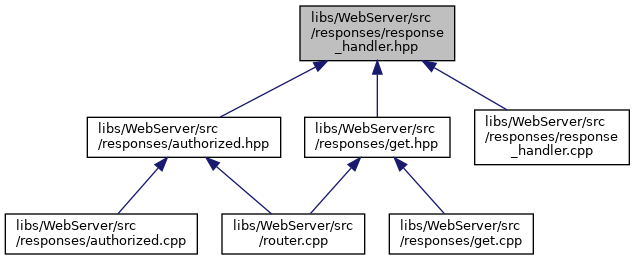 libs/WebServer/src
/responses/response
_handler.hpp
libs/WebServer/src
/responses/authorized.hpp
libs/WebServer/src
/responses/get.hpp
libs/WebServer/src
/responses/response
_handler.cpp
libs/WebServer/src
/responses/authorized.cpp
libs/WebServer/src
/router.cpp
libs/WebServer/src
/responses/get.cpp